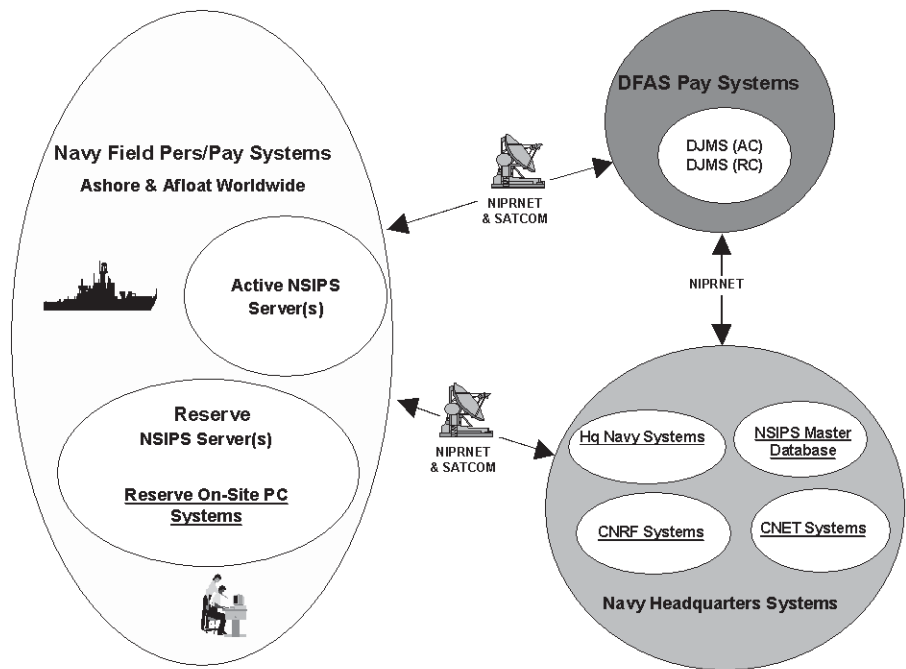 Navy Field Pers/Pay Systems
Ashore & Afloat Worldwide
Active NSIPS
Server(s)
Reserve
NSIPS Server(s)
Reserve On-Site PC
Systems
NIPRNET
& SATCOM
NIPRNET
& SATCOM
DFAS Pay Systems
DJMS (AC)
DJMS (RC)
NIPRNET
Hq Navy Systems
NSIPS Master
Database
CNRF Systems
CNET Systems
Navy Headquarters Systems